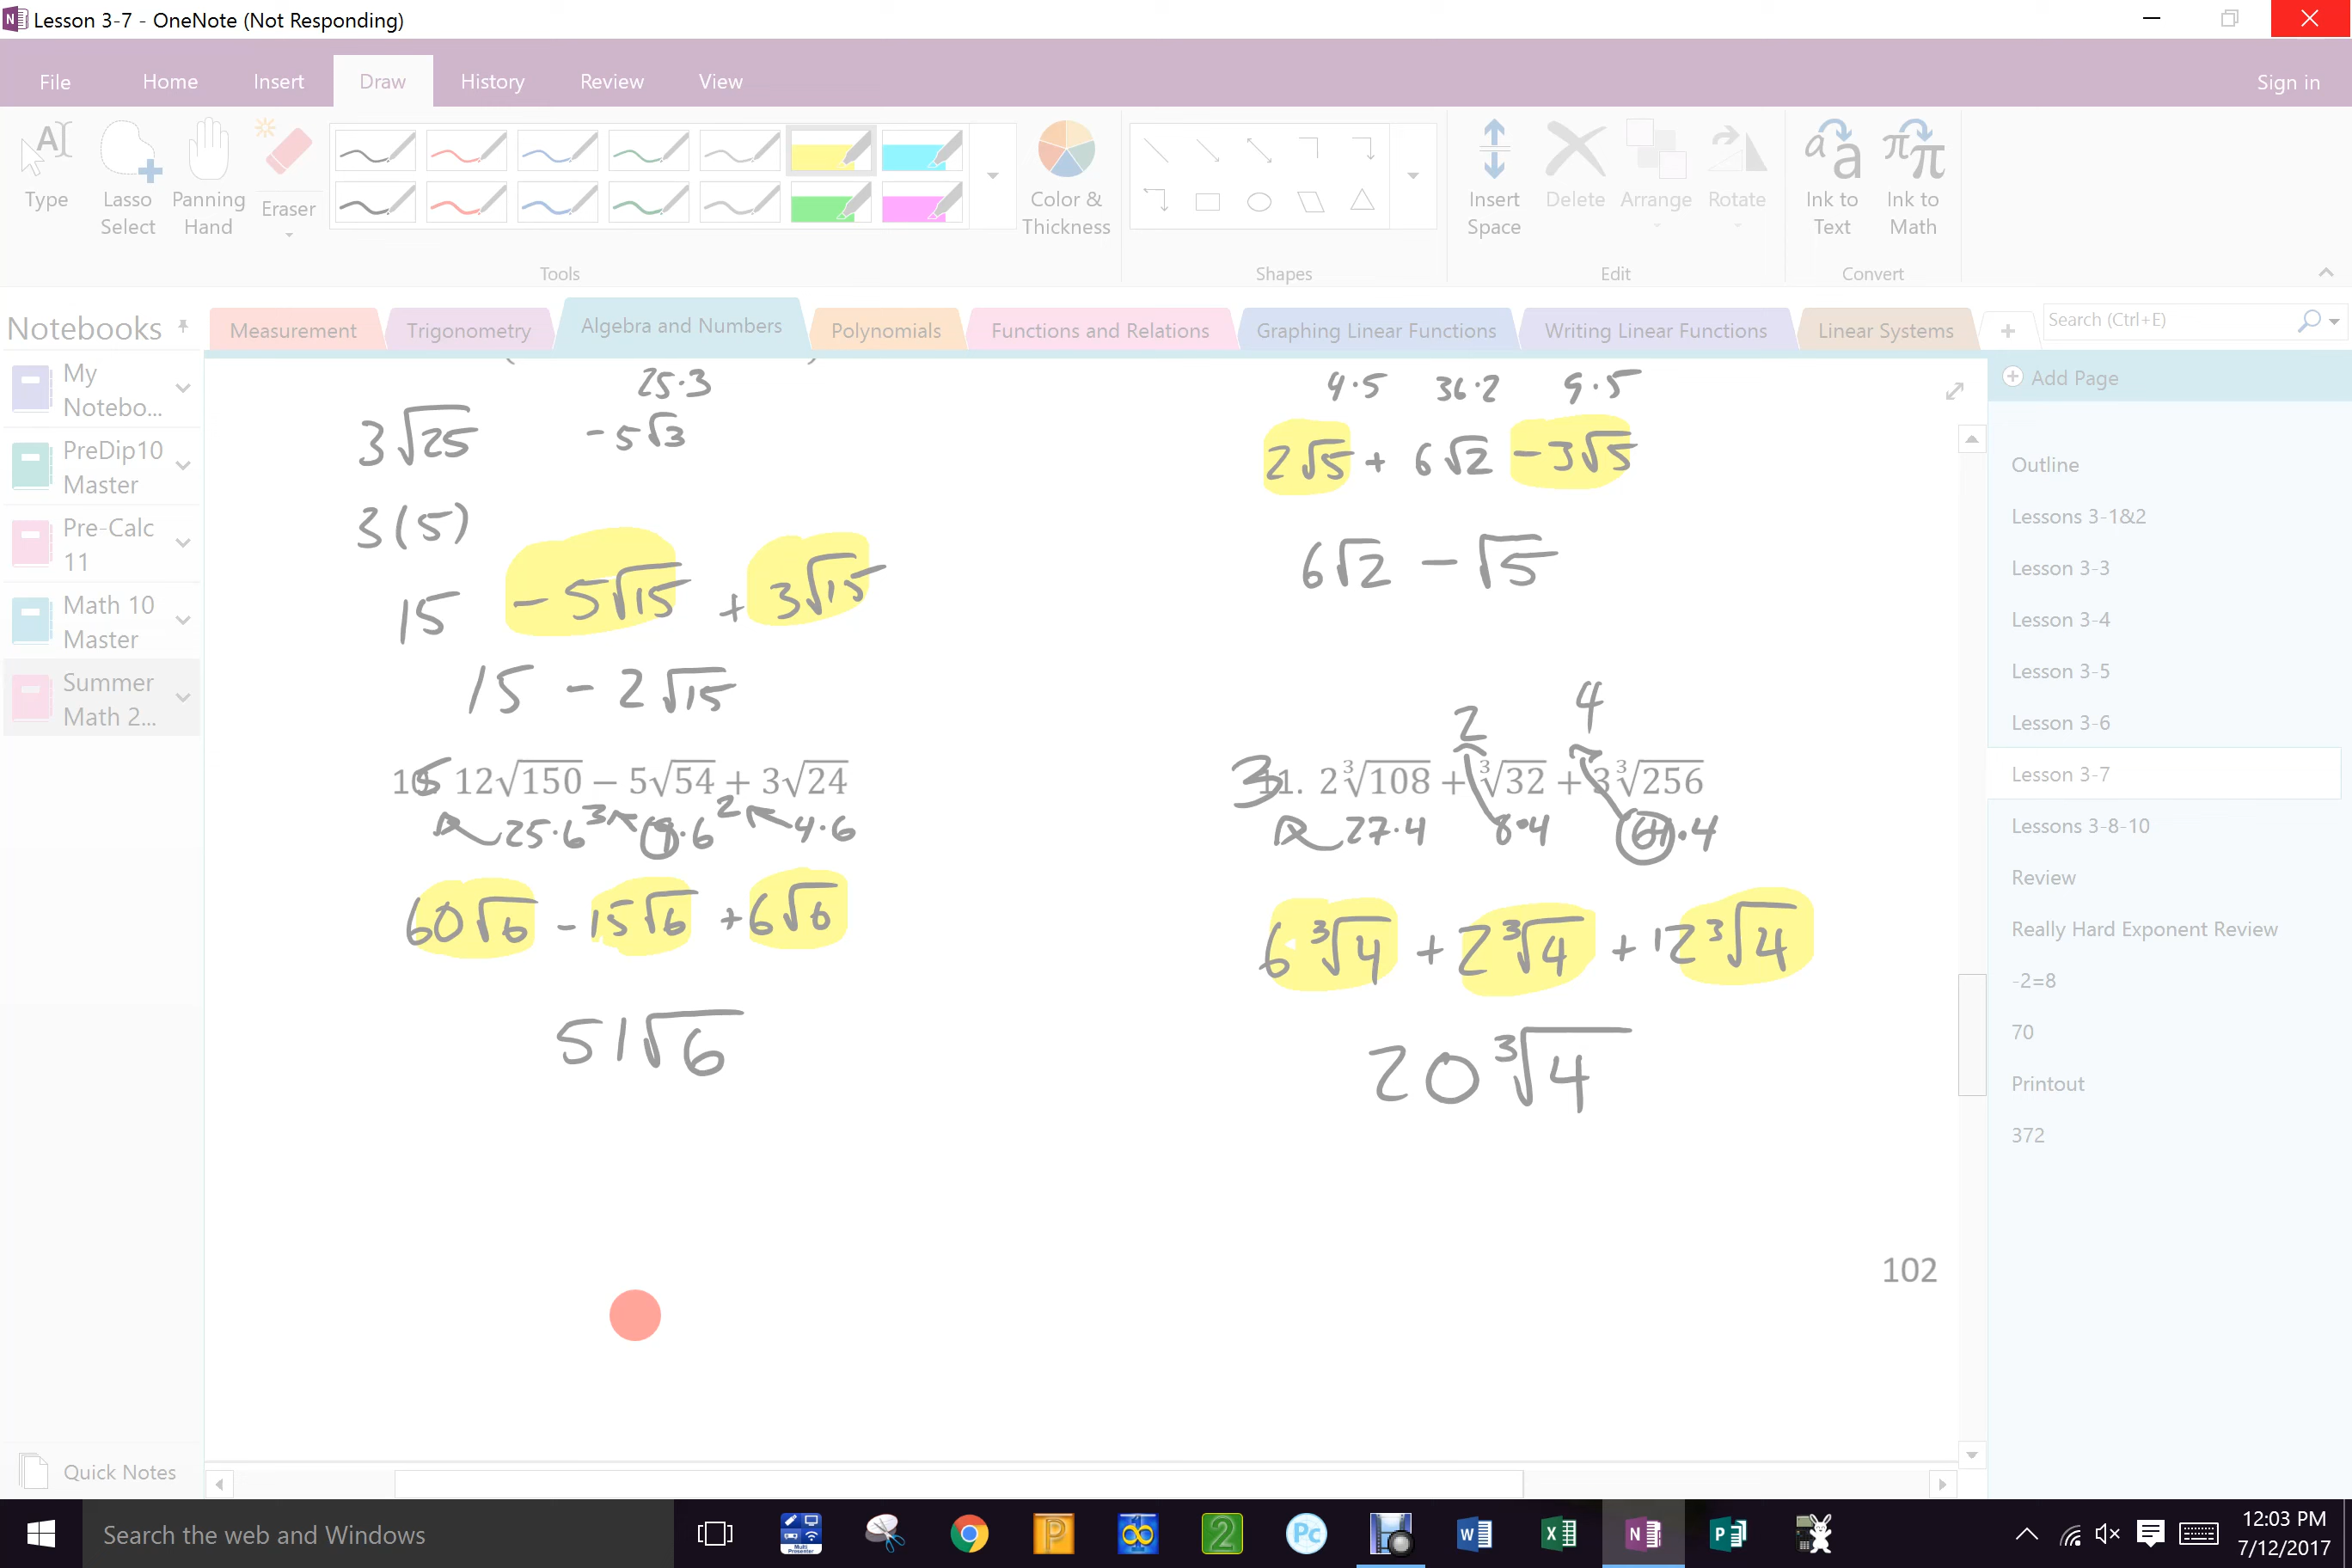 Lesson 3-7 - OneNote (Not Responding)
File Home Insert Draw History Review View Sign in
Type
Lasso Select
Panning Hand
Eraser
Color & Thickness
Insert Space
Delete
Arrange
Rotate
Ink to Text
Ink to Math
Tools Shapes Edit Convert
Notebooks
Measurement Trigonometry Algebra and Numbers Polynomials Functions and Relations Graphing Linear Functions Writing Linear Functions Linear Systems
Search (Ctrl+E)
My Notebo...
PreDip10 Master
Pre-Calc 11
Math 10 Master
Summer Math 2...
Quick Notes
25·3
3√25 -5√3
3(5)
15 -5√15 + 3√15
15 - 2√15
4·5 36·2 9·5
2√5 + 6√2 -3√5
6√2 - √5
12√150 − 5√54 + 3√24
5 3 2
25·6 9·6 4·6
60√6 -15√6 +6√6
51√6
2 4
3
11. 2∛108 + ∛32 + 3∛256
27·4 8·4 64·4
6∛4 + 2∛4 + 12∛4
20∛4
102
Add Page
Outline
Lessons 3-1&2
Lesson 3-3
Lesson 3-4
Lesson 3-5
Lesson 3-6
Lesson 3-7
Lessons 3-8-10
Review
Really Hard Exponent Review
-2=8
70
Printout
372
Search the web and Windows
12:03 PM
7/12/2017